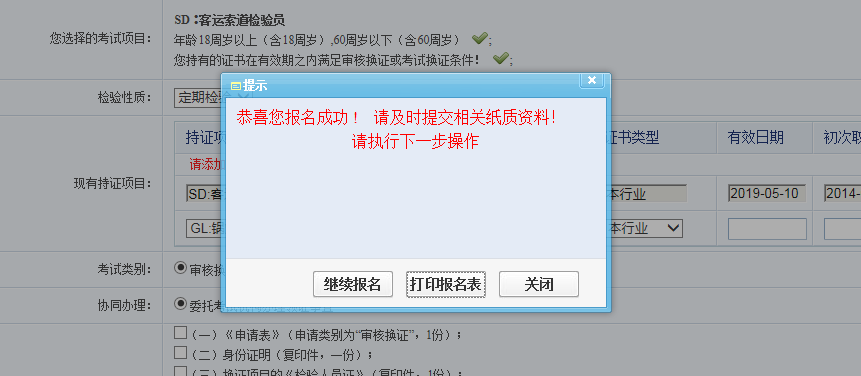 SD：客运索道检验员
您选择的考试项目：
年龄18周岁以上（含18周岁）,60周岁以下（含60周岁）；
您持有的证书在有效期之内满足审核换证或考试换证条件！；
检验性质：
定期检验
提示
恭喜您报名成功！ 请及时提交相关纸质资料！
请执行下一步操作
继续报名 打印报名表 关闭
持证项 证书类型 有效日期 初次取
请添加
现有持证项目：
SD:客 本行业 2019-05-10 2014-
GL:锅 本行业
考试类别：
审核换
协同办理：
委托考
（一）《申请表》（申请类别为“审核换证”，1份）；
（二）身份证明（复印件，一份）；
（三）换证项目的《检验人员证》（复印件，1份）；